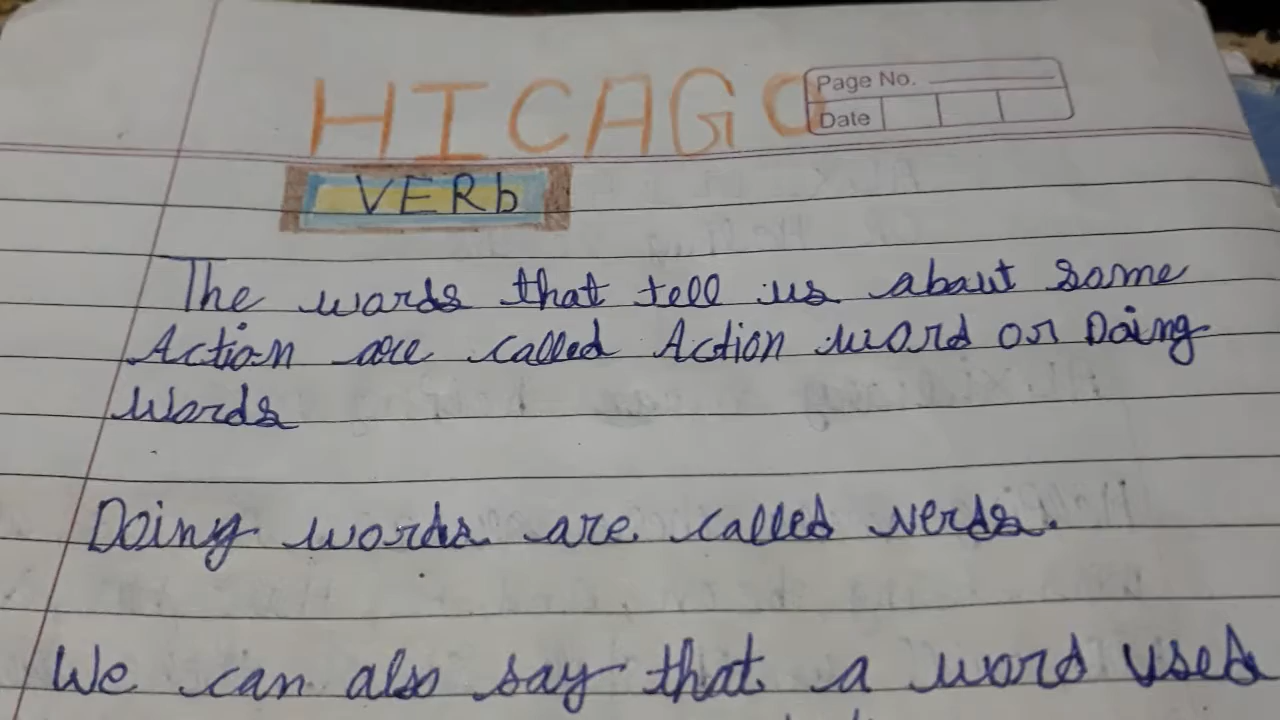 HICAGO
Page No.
Date
VERb
The words that tell us about some
Action are called Action word or Doing
Words
Doing words are called verds.
We can also say that a word used